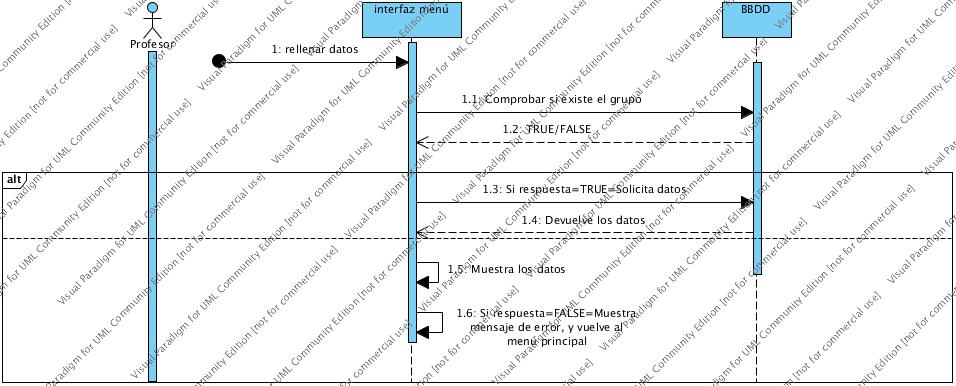 interfaz menú
BBDD
Profesor
1: rellenar datos
1.1: Comprobar si existe el grupo
1.2: TRUE/FALSE
alt
1.3: Si respuesta=TRUE=Solicita datos
1.4: Devuelve los datos
1.5: Muestra los datos
1.6: Si respuesta=FALSE=Muestra
mensaje de error, y vuelve al
menú principal
Visual Paradigm for UML Community Edition [not for commercial use]